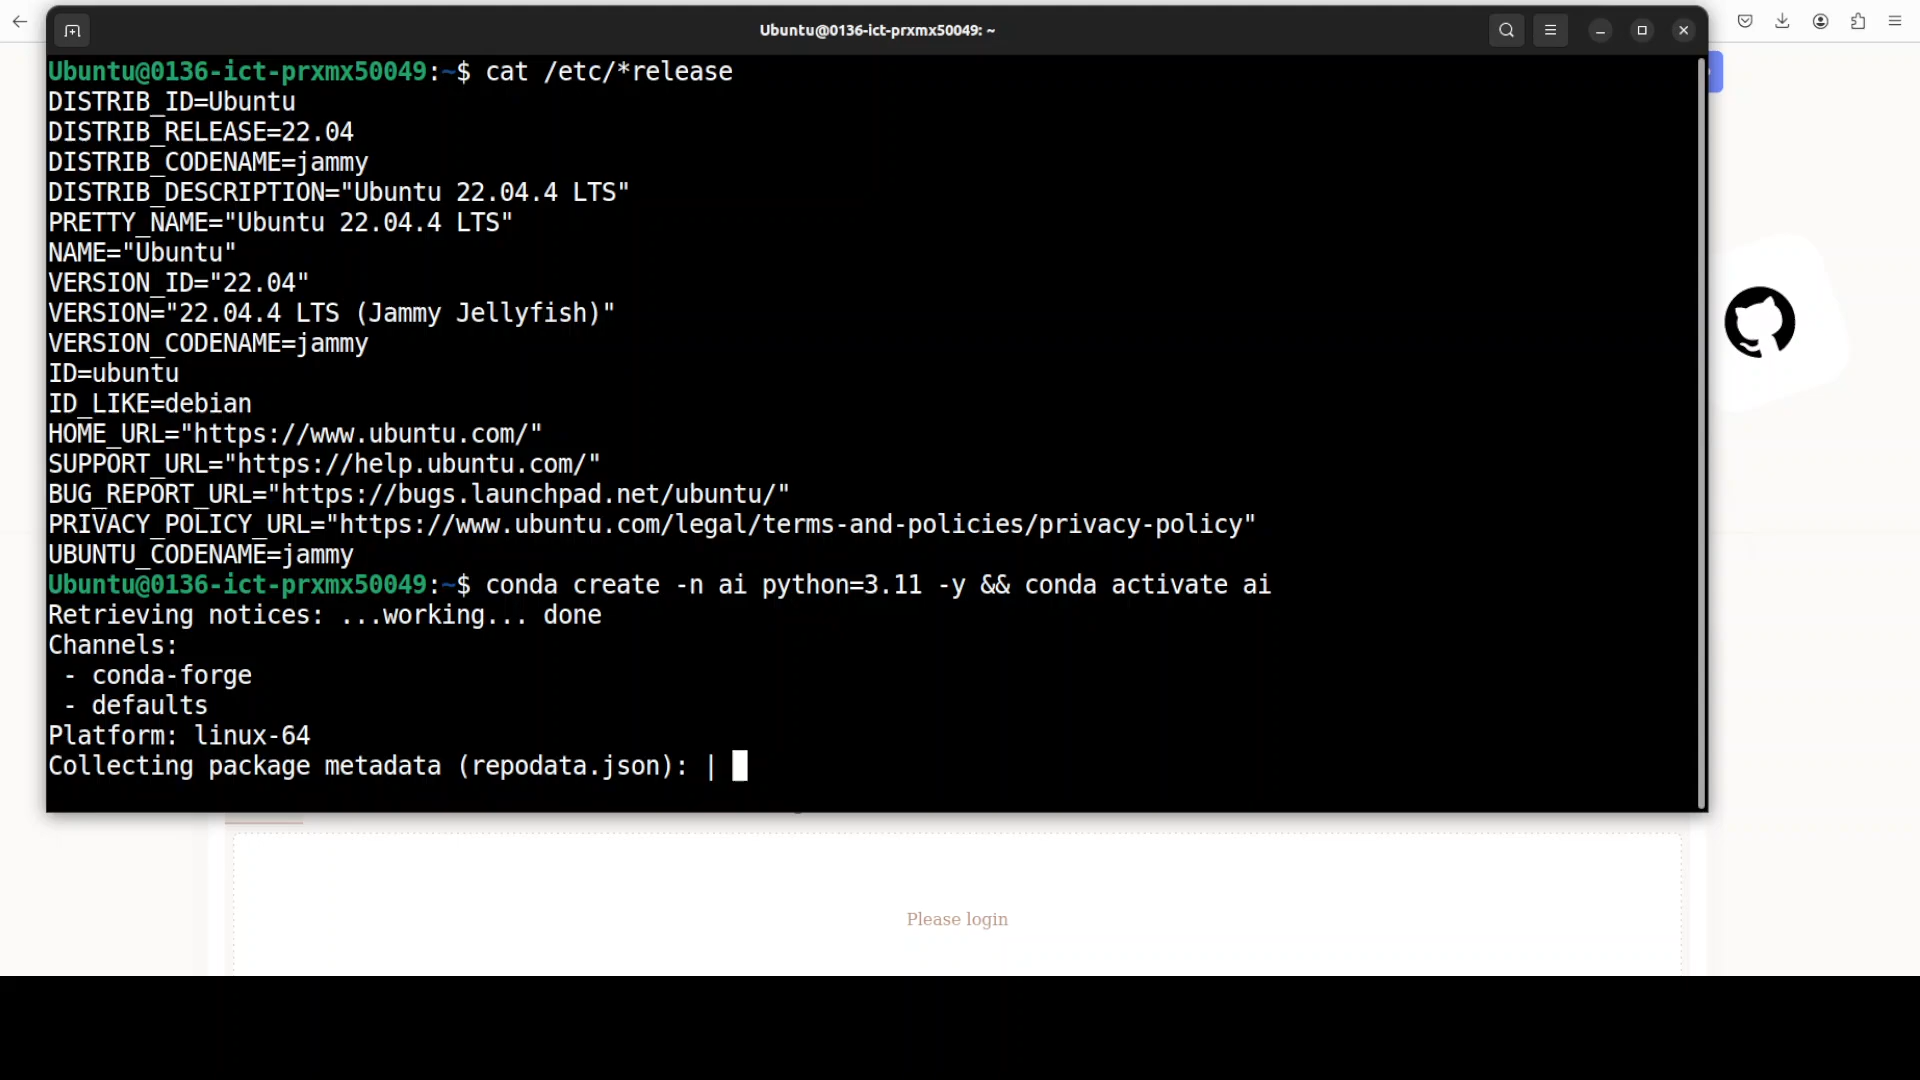 Ubuntu@0136-ict-prxmx50049: ~
Ubuntu@0136-ict-prxmx50049:~$ cat /etc/*release
DISTRIB_ID=Ubuntu
DISTRIB_RELEASE=22.04
DISTRIB_CODENAME=jammy
DISTRIB_DESCRIPTION="Ubuntu 22.04.4 LTS"
PRETTY_NAME="Ubuntu 22.04.4 LTS"
NAME="Ubuntu"
VERSION_ID="22.04"
VERSION="22.04.4 LTS (Jammy Jellyfish)"
VERSION_CODENAME=jammy
ID=ubuntu
ID_LIKE=debian
HOME_URL="https://www.ubuntu.com/"
SUPPORT_URL="https://help.ubuntu.com/"
BUG_REPORT_URL="https://bugs.launchpad.net/ubuntu/"
PRIVACY_POLICY_URL="https://www.ubuntu.com/legal/terms-and-policies/privacy-policy"
UBUNTU_CODENAME=jammy
Ubuntu@0136-ict-prxmx50049:~$ conda create -n ai python=3.11 -y && conda activate ai
Retrieving notices: ...working... done
Channels:
 - conda-forge
 - defaults
Platform: linux-64
Collecting package metadata (repodata.json): |
Please login